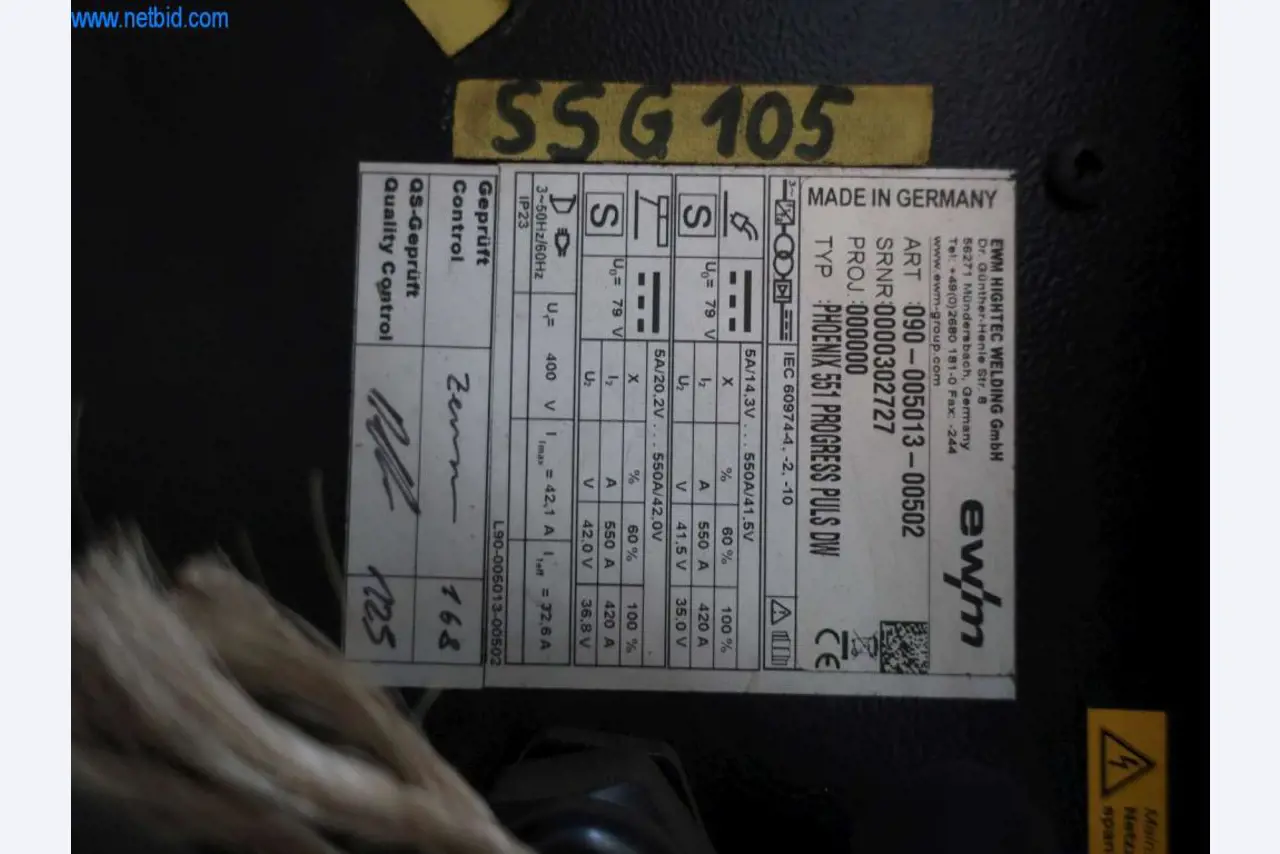 www.netbid.com
SSG 105
EWM HIGHTEC WELDING GmbH
Dr. Günther-Henle Str. 8
56271 Mündersbach, Germany
Tel: +49(0)2680 181-0 Fax: -244
www.ewm-group.com
ewm
ART :090-005013-00502
SRNR:0000302727
PROJ:000000
TYP :PHOENIX 551 PROGRESS PULS DW
MADE IN GERMANY
CE
3~ IEC 60974-1, -2, -10
5A/14,3V... 550A/41,5V
X % 60 % 100 %
S U₀= 79 V I₂ A 550 A 420 A
U₂ V 41,5 V 35,0 V
5A/20,2V... 550A/42,0V
X % 60 % 100 %
S U₀= 79 V I₂ A 550 A 420 A
U₂ V 42,0 V 36,8 V
3~50Hz/60Hz U₁= 400 V I₁max = 42,1 A I₁eff = 32,6 A
IP23
L90-005013-00502
Geprüft
Control 168
QS-Geprüft
Quality Control 1125